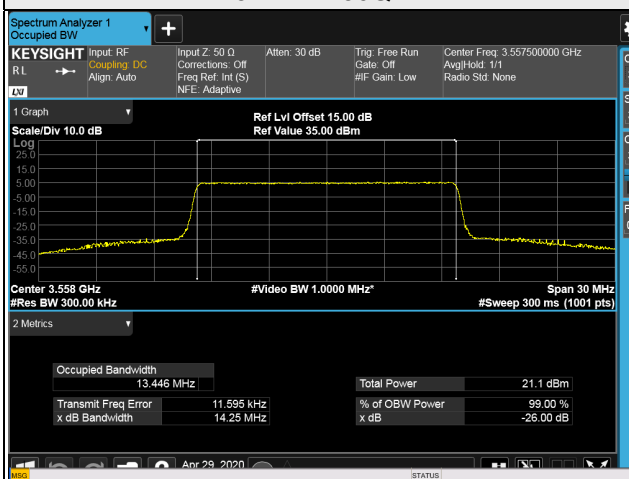 Spectrum Analyzer 1
Occupied BW
+
KEYSIGHT
RL
LXI
Input: RF
Coupling: DC
Align: Auto
Input Z: 50 Ω
Corrections: Off
Freq Ref: Int (S)
NFE: Adaptive
Atten: 30 dB
Trig: Free Run
Gate: Off
#IF Gain: Low
Center Freq: 3.557500000 GHz
Avg|Hold: 1/1
Radio Std: None
1 Graph
Scale/Div 10.0 dB
Ref Lvl Offset 15.00 dB
Ref Value 35.00 dBm
Log
25.0
15.0
5.00
-5.00
-15.0
-25.0
-35.0
-45.0
-55.0
Center 3.558 GHz
#Video BW 1.0000 MHz*
Span 30 MHz
#Res BW 300.00 kHz
#Sweep 300 ms (1001 pts)
2 Metrics
Occupied Bandwidth
13.446 MHz
Total Power 21.1 dBm
Transmit Freq Error 11.595 kHz
% of OBW Power 99.00 %
x dB Bandwidth 14.25 MHz
x dB -26.00 dB
Apr 29, 2020
MSG
STATUS